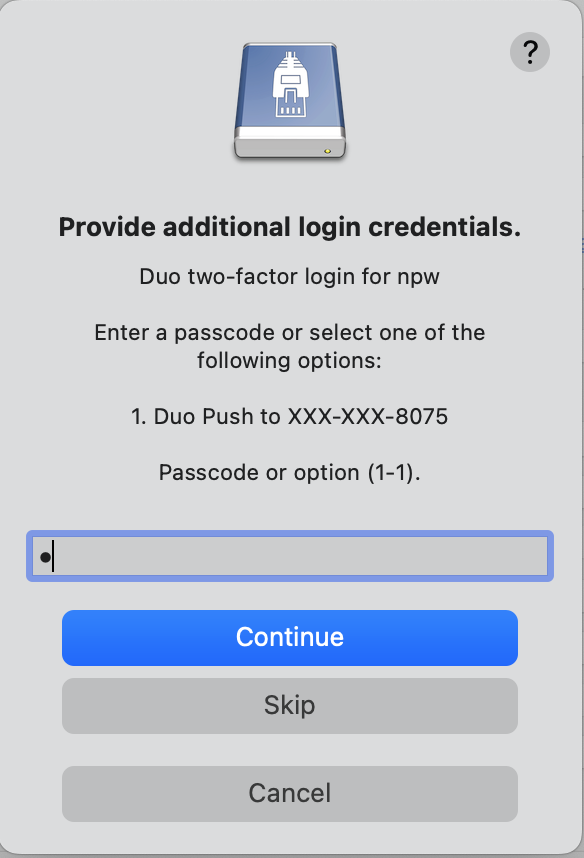 ?
Provide additional login credentials.
Duo two-factor login for npw
Enter a passcode or select one of the
following options:
1. Duo Push to XXX-XXX-8075
Passcode or option (1-1).
•
Continue
Skip
Cancel